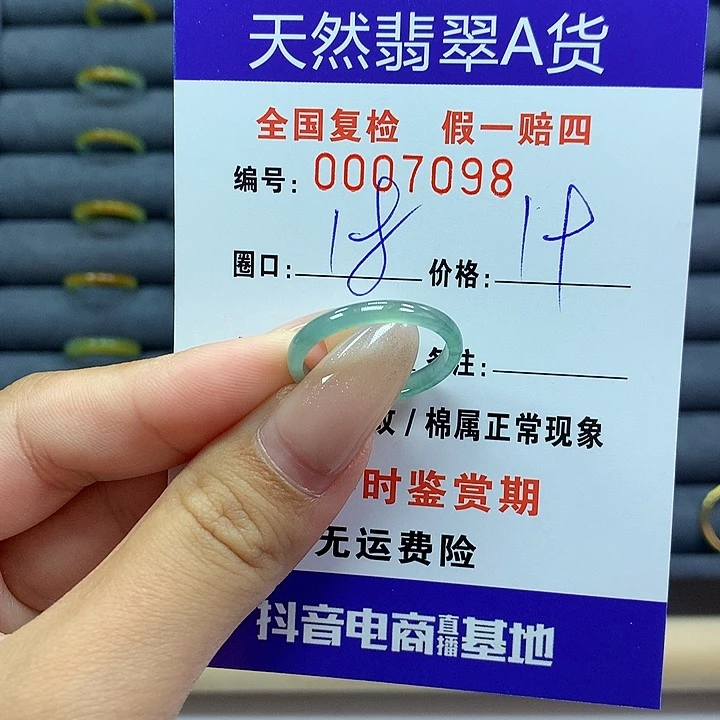 天然翡翠A货
全国复检 假一赔四
编号: 0007098
圈口: 18 价格:
注:
/ 棉属正常现象
时鉴赏期
无运费险
抖音电商直播基地